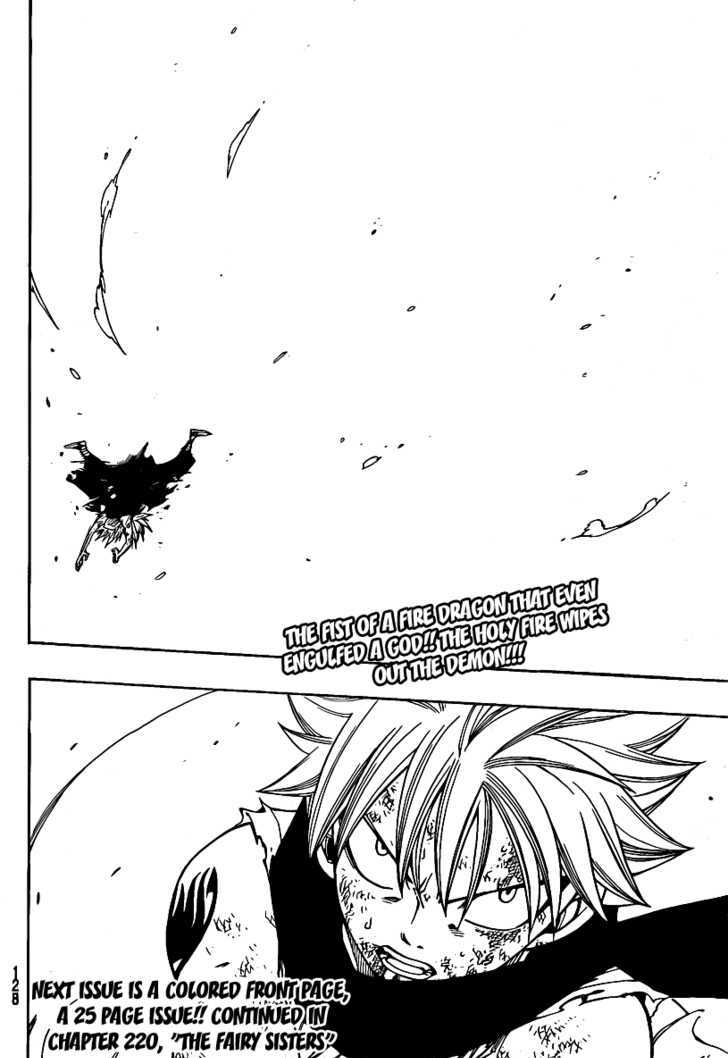 THE FIST OF A FIRE DRAGON THAT EVEN
ENGULFED A GOD!! THE HOLY FIRE WIPES
OUT THE DEMON!!!
128
NEXT ISSUE IS A COLORED FRONT PAGE,
A 25 PAGE ISSUE!! CONTINUED IN
CHAPTER 220, "THE FAIRY SISTERS"